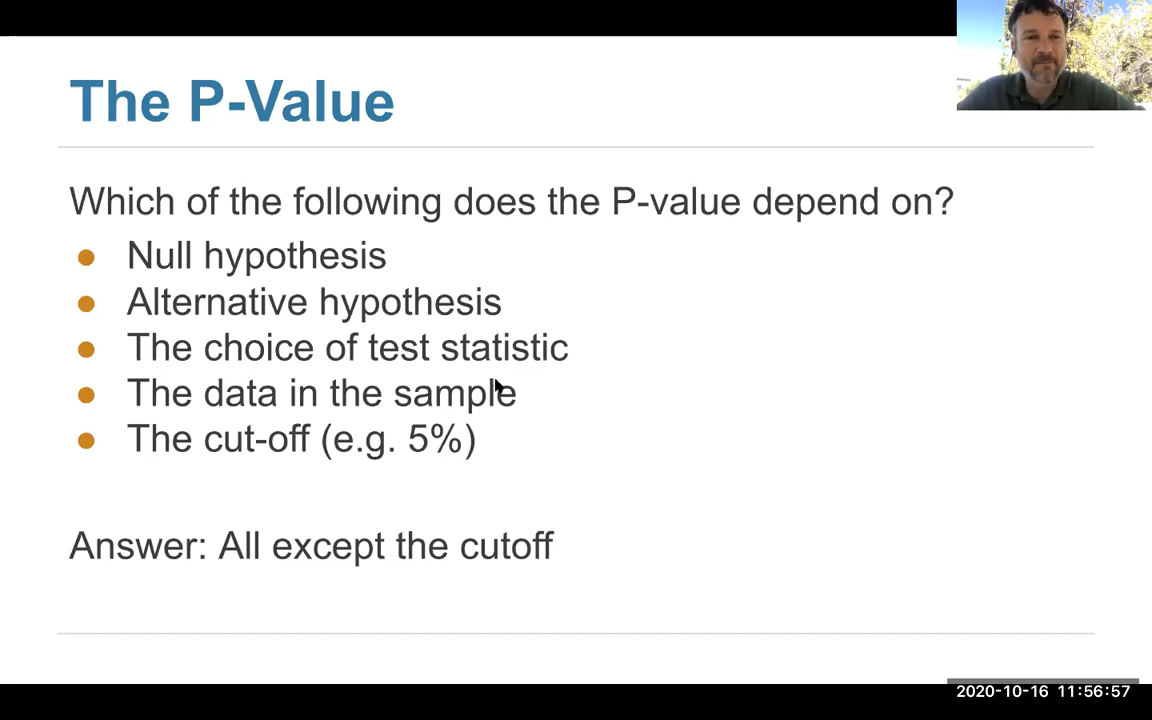 The P-Value
Which of the following does the P-value depend on?
● Null hypothesis
● Alternative hypothesis
● The choice of test statistic
● The data in the sample
● The cut-off (e.g. 5%)
Answer: All except the cutoff
2020-10-16 11:56:57